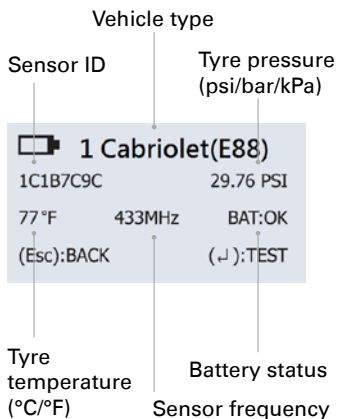 Vehicle type
Sensor ID
Tyre pressure
(psi/bar/kPa)
1 Cabriolet(E88)
1C1B7C9C 29.76 PSI
77°F 433MHz BAT:OK
(Esc):BACK (↵):TEST
Tyre
temperature
(°C/°F)
Battery status
Sensor frequency